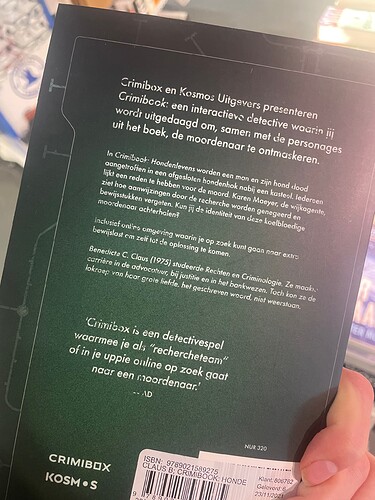 Crimibox en Kosmos Uitgevers presenteren
Crimibook: een interactieve detective waarin jij
wordt uitgedaagd om, samen met de personages
uit het boek, de moordenaar te ontmaskeren.
In Crimibook- Hondenlevens worden een man en zijn hond dood
aangetroffen in een afgesloten hondenhok nabij een kasteel. Iedereen
lijkt een reden te hebben voor de moord. Karen Maeyer, de wijkagente,
ziet hoe aanwijzingen door de recherche worden genegeerd en
bewijsstukken vergeten. Kun jij de identiteit van deze koelbloedige
moordenaar achterhalen?
Inclusief online omgeving waarin je op zoek kunt gaan naar extra
bewijslast om zelf tot de oplossing te komen.
Benedicte C. Claus (1975) studeerde Rechten en Criminologie. Ze maakte
carrière in de advocatuur, bij justitie en in het bankwezen. Toch kon ze de
lokroep van haar grote liefde, het geschreven woord, niet weerstaan.
'Crimibox is een detectivespel
waarmee je als "rechercheteam"
of in je uppie online op zoek gaat
naar een moordenaar.'
-- AD
NUR 330
CRIMIBOX
KOSMOS
ISBN: 9789021589275
CLAUS B; CRIMIBOOK: HONDE
Klant: 806782
Geleverd: 6
23/11/